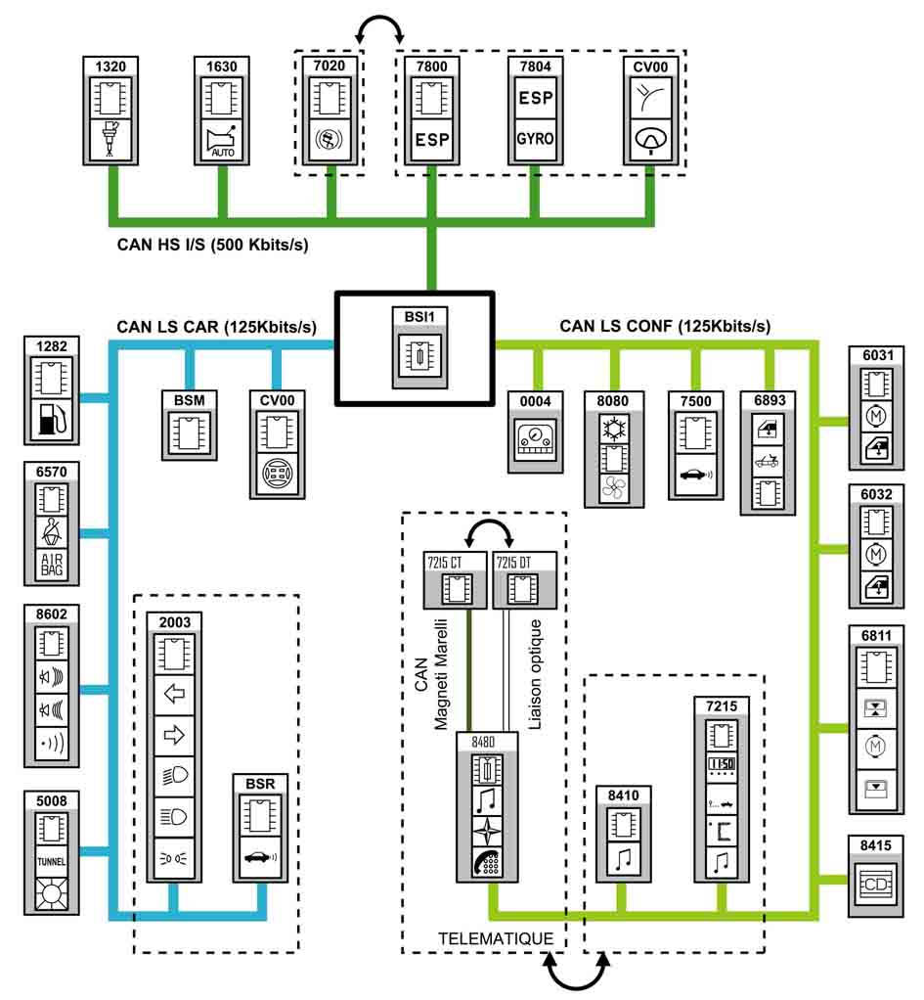 1320
1630
7020
7800
7804
CV00
AUTO
ESP
ESP
GYRO
CAN HS I/S (500 Kbits/s)
BSI1
CAN LS CAR (125Kbits/s)
CAN LS CONF (125Kbits/s)
1282
BSM
CV00
0004
8080
7500
6893
6031
M
6570
AIR
BAG
6032
M
7215 CT
7215 DT
CAN
Magneti Marelli
Liaison optique
8602
2003
6811
M
8480
7215
11:50
°C
BSR
8410
5008
TUNNEL
8415
CD
TELEMATIQUE